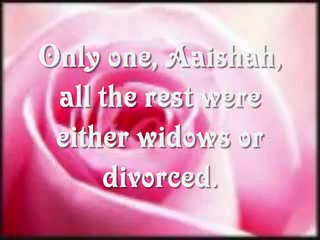 Only one, Aaishah,
all the rest were
either widows or
divorced.